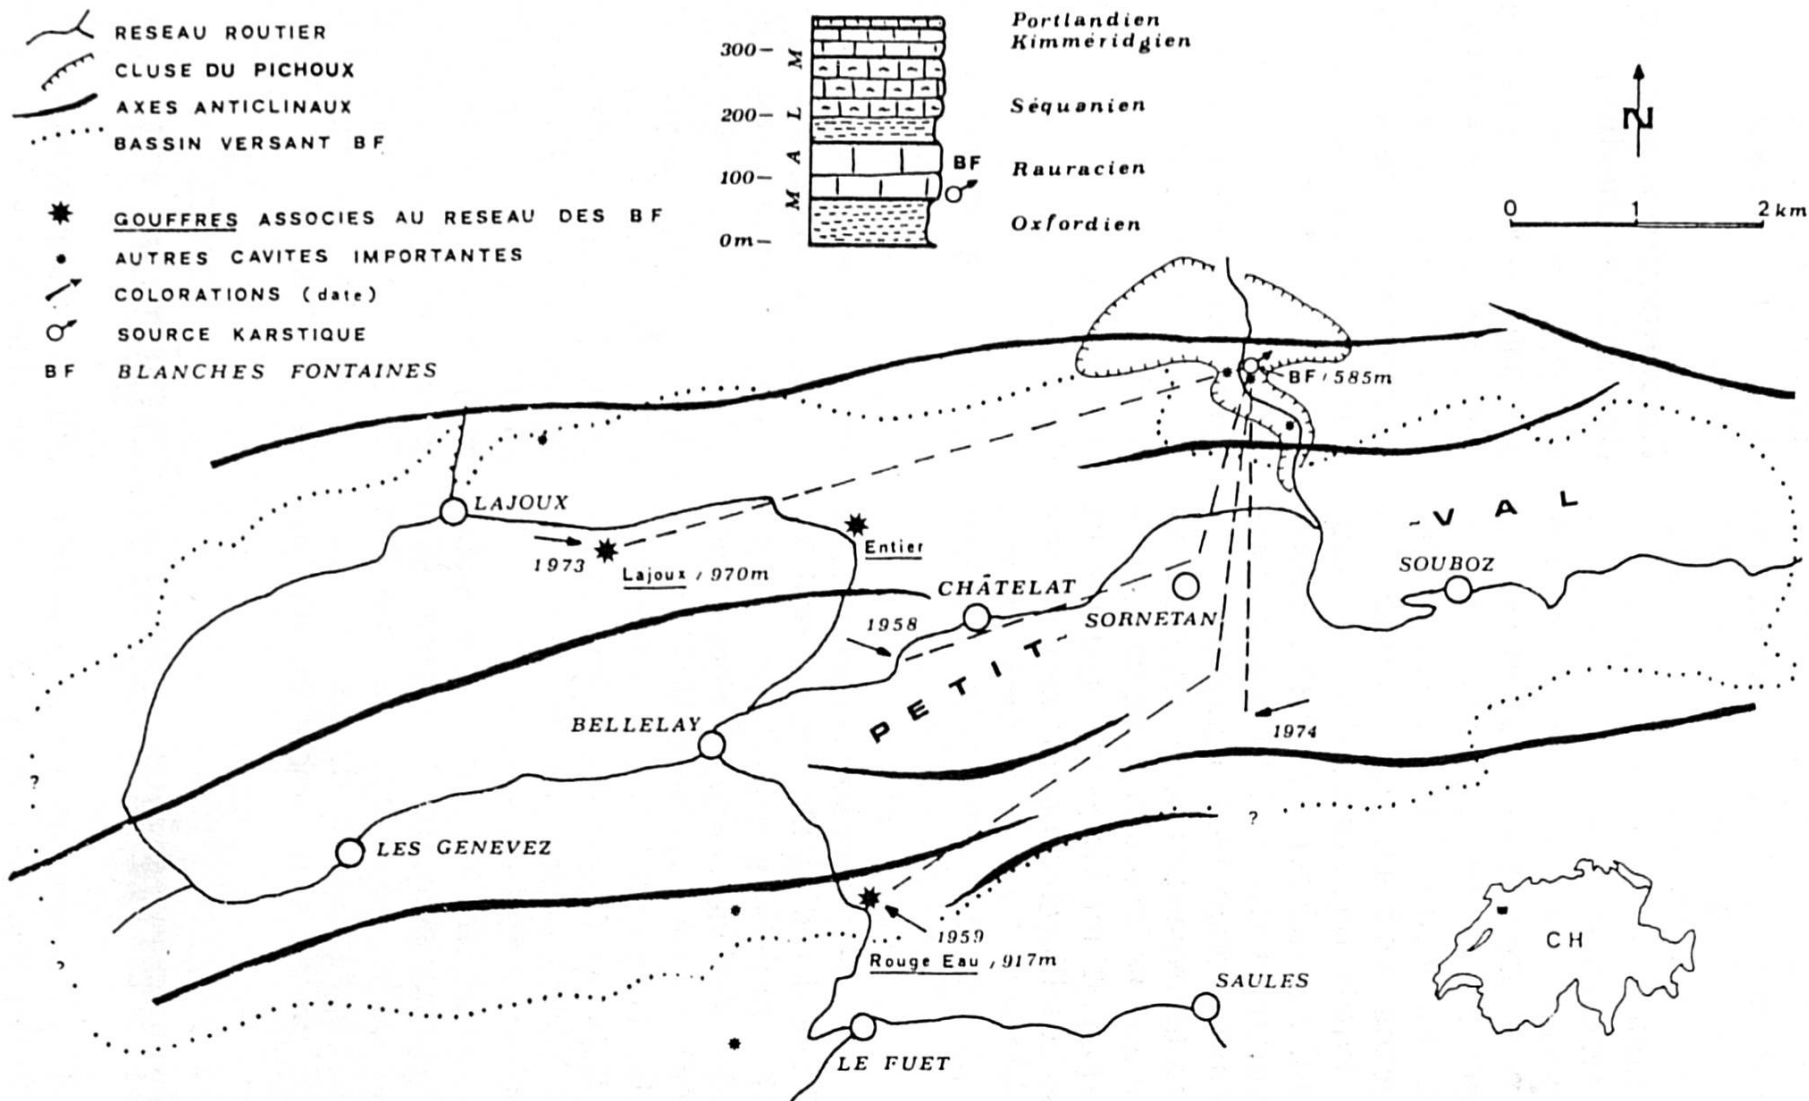 RESEAU ROUTIER
CLUSE DU PICHOUX
AXES ANTICLINAUX
BASSIN VERSANT BF
GOUFFRES ASSOCIES AU RESEAU DES BF
AUTRES CAVITES IMPORTANTES
COLORATIONS (date)
SOURCE KARSTIQUE
BF BLANCHES FONTAINES
300
200
100
0m
MALM
Portlandien
Kimméridgien
Séquanien
BF
Rauracien
Oxfordien
N
0 1 2 km
BF / 585m
LAJOUX
1973
Lajoux / 970m
Entier
CHÂTELAT
1958
SORNETAN
PETIT-
-VAL
SOUBOZ
BELLELAY
1974
?
LES GENEVEZ
?
?
1959
Rouge Eau / 917m
SAULES
LE FUET
CH